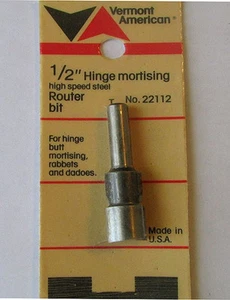 Vermont
American®
1/2" Hinge mortising
high speed steel
Router No. 22112
bit
For hinge
butt
mortising,
rabbets
and dadoes.
Made in
U.S.A.